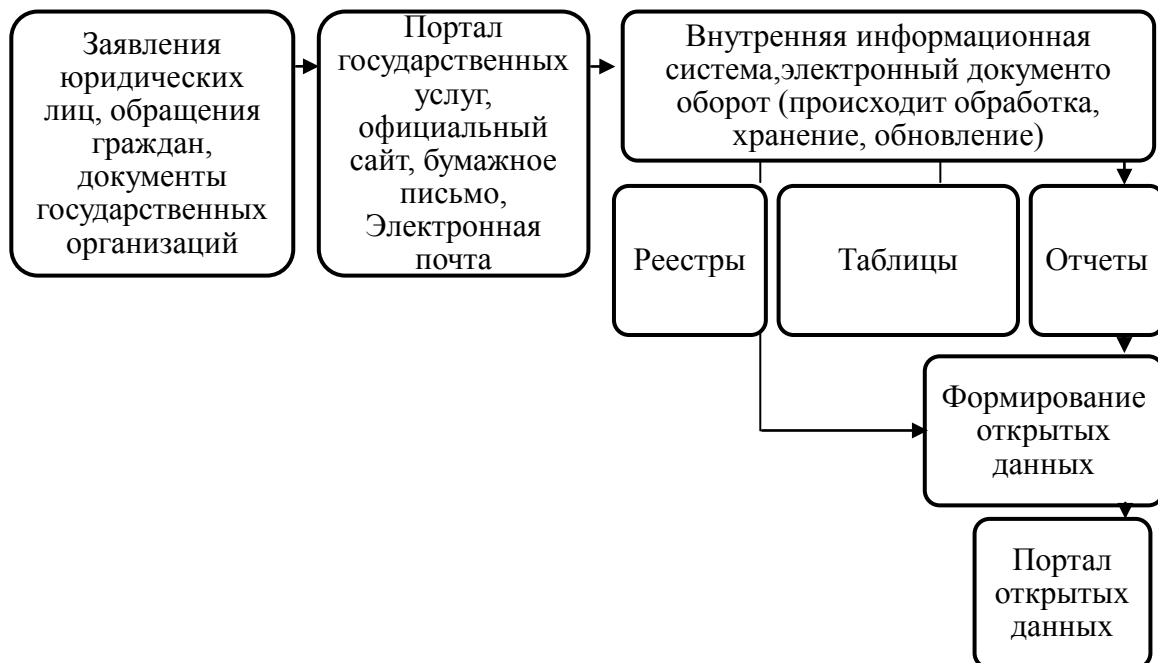 Заявления
юридических
лиц, обращения
граждан,
документы
государственных
организаций
Портал
государственных
услуг,
официальный
сайт, бумажное
письмо,
Электронная
почта
Внутренняя информационная
система,электронный документо
оборот (происходит обработка,
хранение, обновление)
Реестры
Таблицы
Отчеты
Формирование
открытых
данных
Портал
открытых
данных